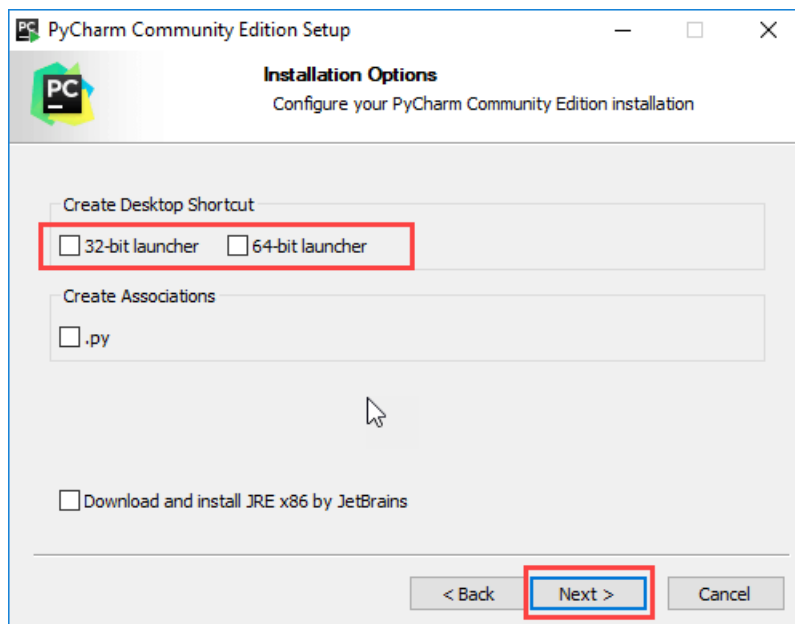 PyCharm Community Edition Setup
PC
Installation Options
Configure your PyCharm Community Edition installation
Create Desktop Shortcut
32-bit launcher 64-bit launcher
Create Associations
.py
Download and install JRE x86 by JetBrains
< Back Next > Cancel